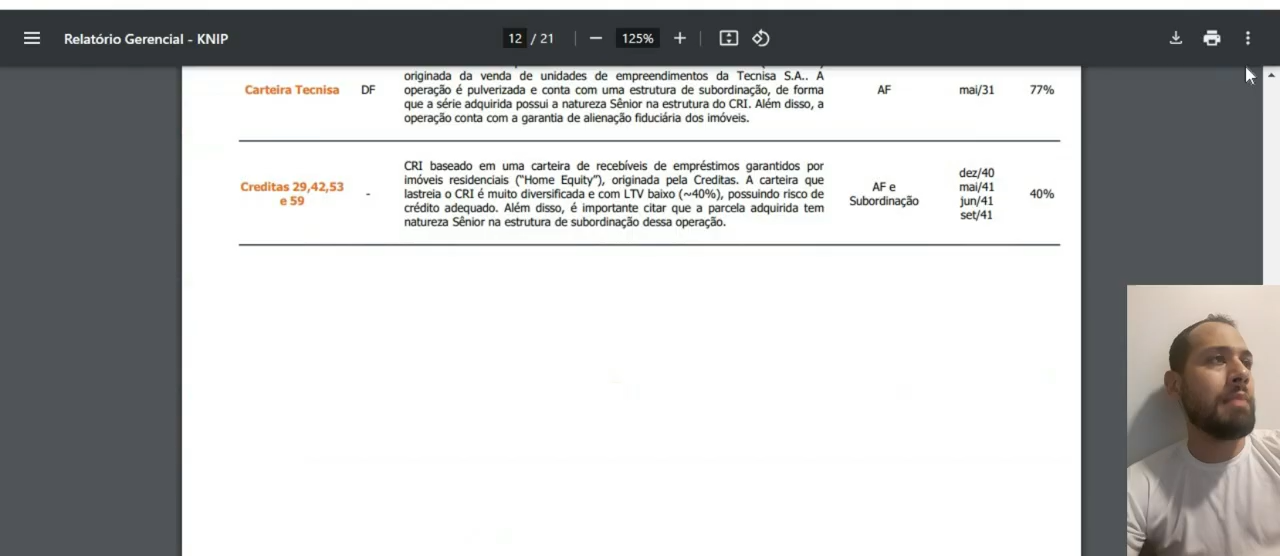 Relatório Gerencial - KNIP
12 / 21
125%
originada da venda de unidades de empreendimentos da Tecnisa S.A.. A
operação é pulverizada e conta com uma estrutura de subordinação, de forma
que a série adquirida possui a natureza Sênior na estrutura do CRI. Além disso, a
operação conta com a garantia de alienação fiduciária dos imóveis.
Carteira Tecnisa
DF
AF
mai/31
77%
CRI baseado em uma carteira de recebíveis de empréstimos garantidos por
imóveis residenciais ("Home Equity"), originada pela Creditas. A carteira que
lastreia o CRI é muito diversificada e com LTV baixo (~40%), possuindo risco de
crédito adequado. Além disso, é importante citar que a parcela adquirida tem
natureza Sênior na estrutura de subordinação dessa operação.
Creditas 29,42,53
e 59
-
AF e
Subordinação
dez/40
mai/41
jun/41
set/41
40%